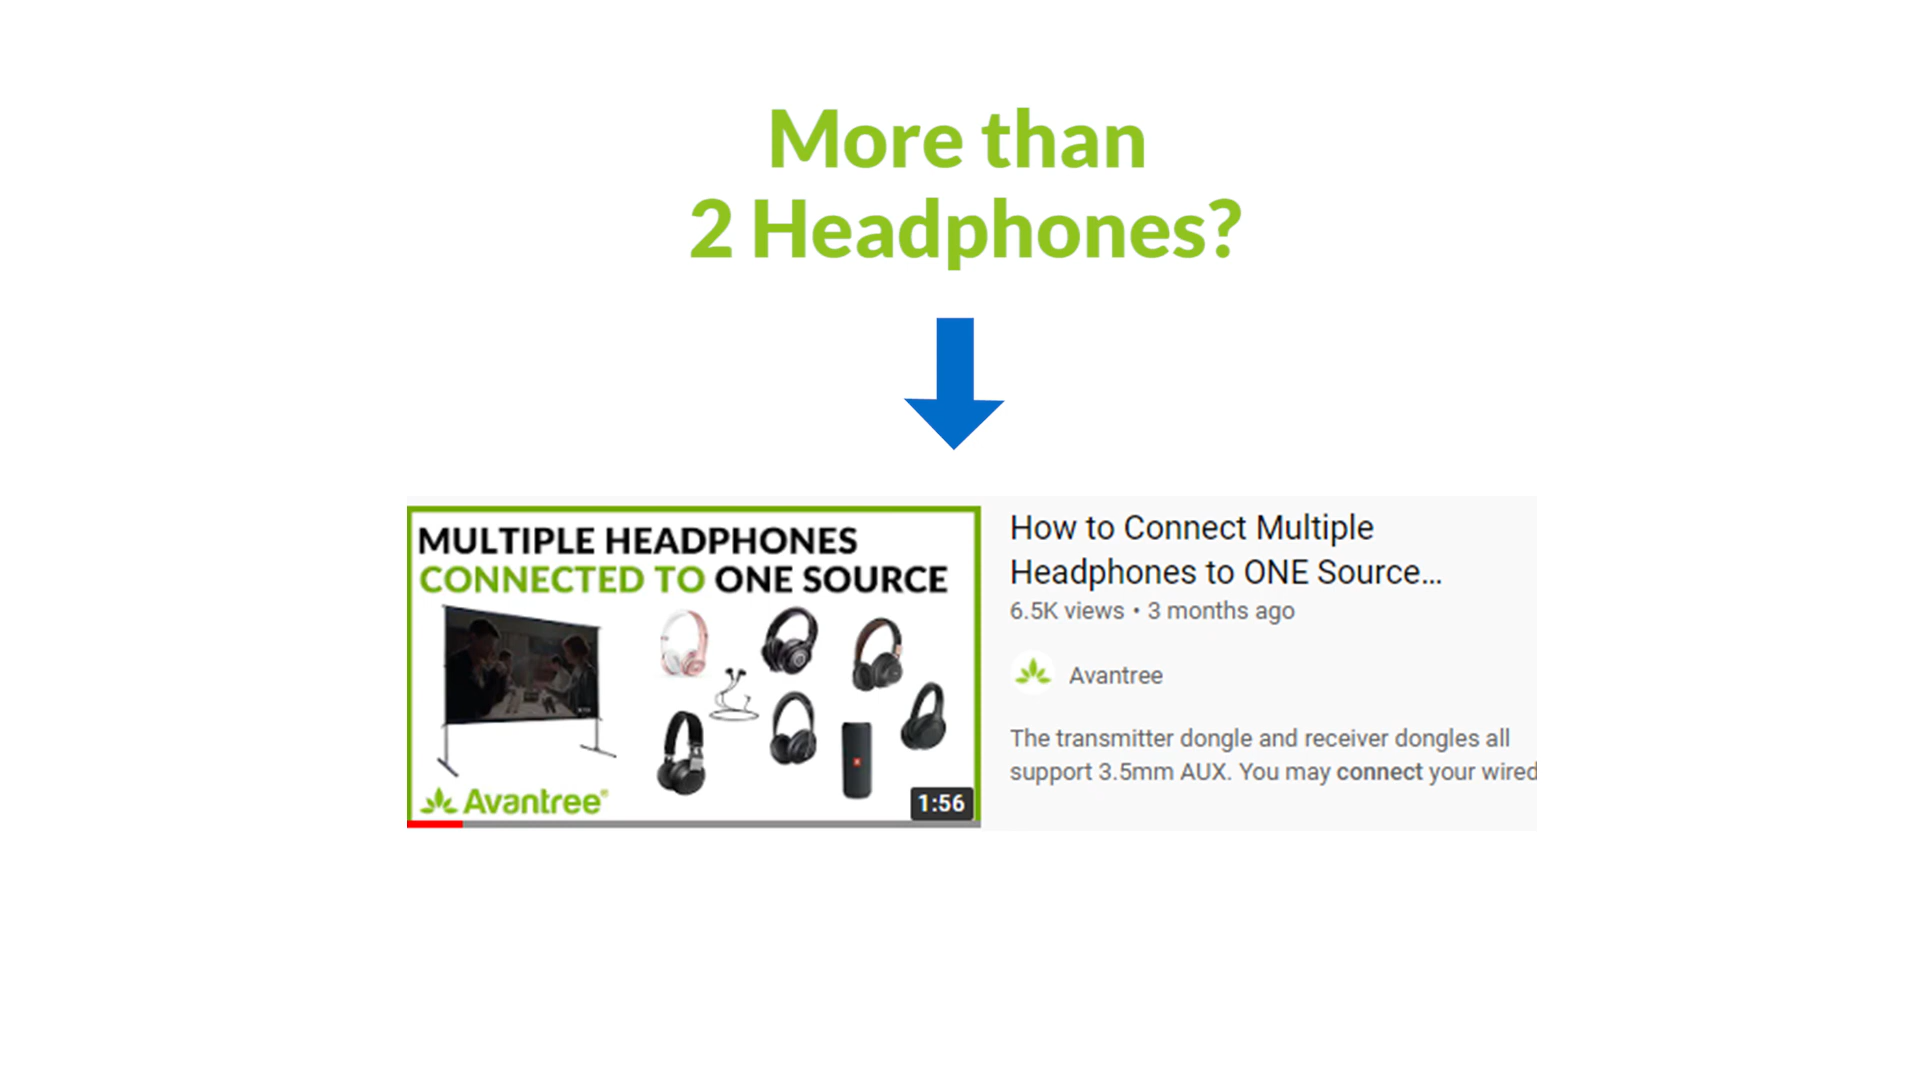 More than
2 Headphones?
MULTIPLE HEADPHONES
CONNECTED TO ONE SOURCE
Avantree®
1:56
How to Connect Multiple
Headphones to ONE Source...
6.5K views • 3 months ago
Avantree
The transmitter dongle and receiver dongles all
support 3.5mm AUX. You may connect your wired